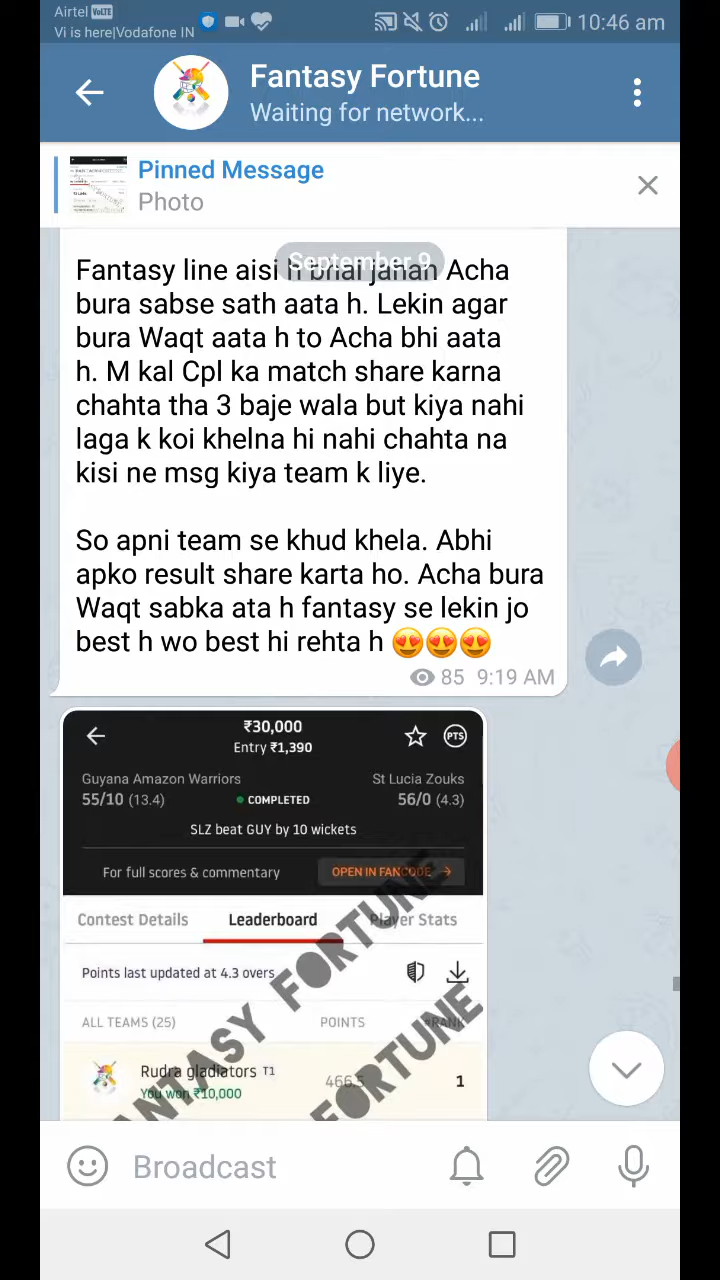 Airtel VoLTE
Vi is here|Vodafone IN
10:46 am
Fantasy Fortune
Waiting for network...
Pinned Message
Photo
September 9
Fantasy line aisi h bhai jahan Acha
bura sabse sath aata h. Lekin agar
bura Waqt aata h to Acha bhi aata
h. M kal Cpl ka match share karna
chahta tha 3 baje wala but kiya nahi
laga k koi khelna hi nahi chahta na
kisi ne msg kiya team k liye.
So apni team se khud khela. Abhi
apko result share karta ho. Acha bura
Waqt sabka ata h fantasy se lekin jo
best h wo best hi rehta h 😍😍😍
85 9:19 AM
₹30,000
Entry ₹1,390
PTS
Guyana Amazon Warriors St Lucia Zouks
55/10 (13.4) COMPLETED 56/0 (4.3)
SLZ beat GUY by 10 wickets
For full scores & commentary OPEN IN FANCODE
Contest Details Leaderboard Player Stats
Points last updated at 4.3 overs
ALL TEAMS (25) POINTS RANK
Rudra gladiators T1 466.5 1
You won ₹10,000
FANTASY FORTUNE
FORTUNE
Broadcast